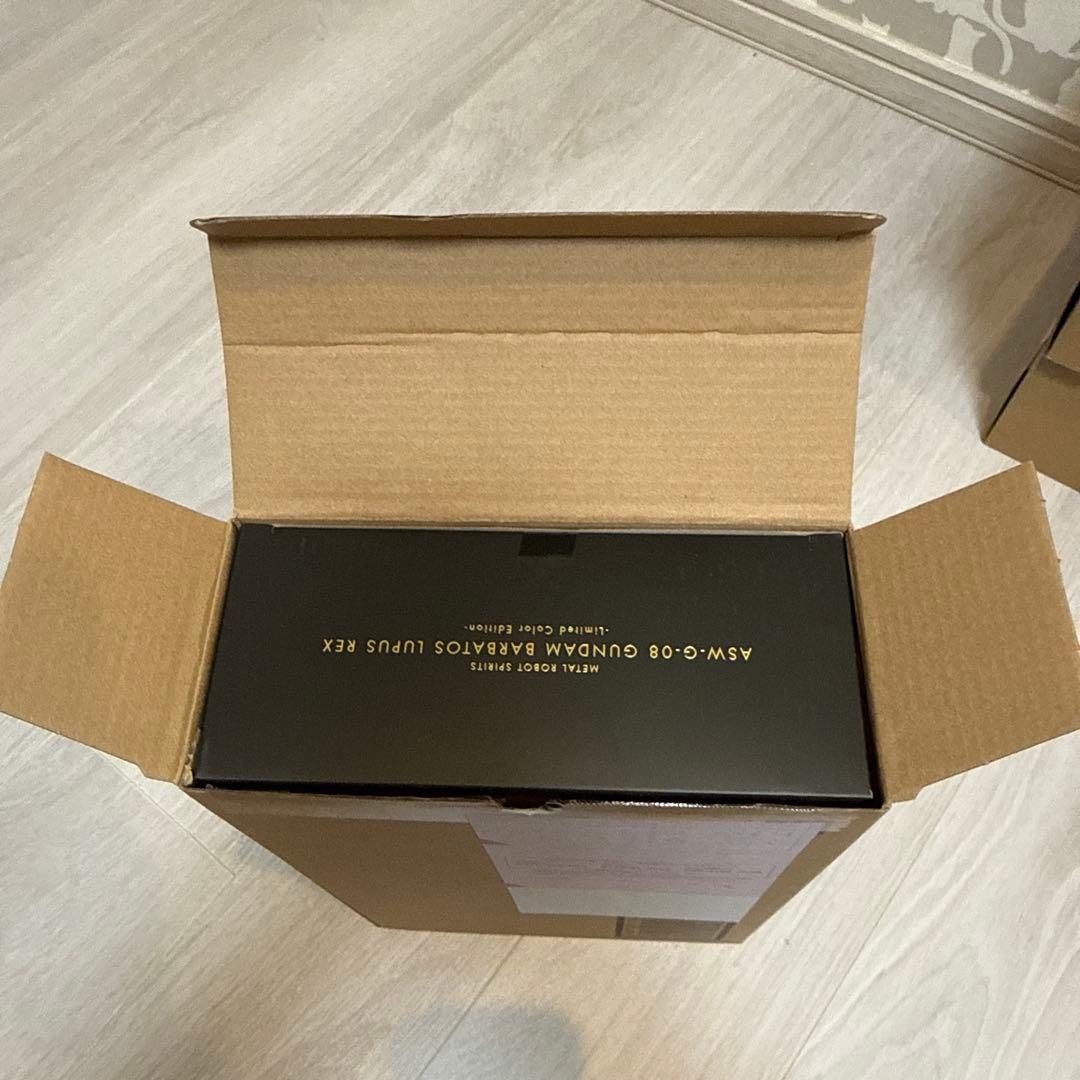 METAL ROBOT SPIRITS
ASW-G-08 GUNDAM BARBATOS LUPUS REX
-Limited Color Edition-